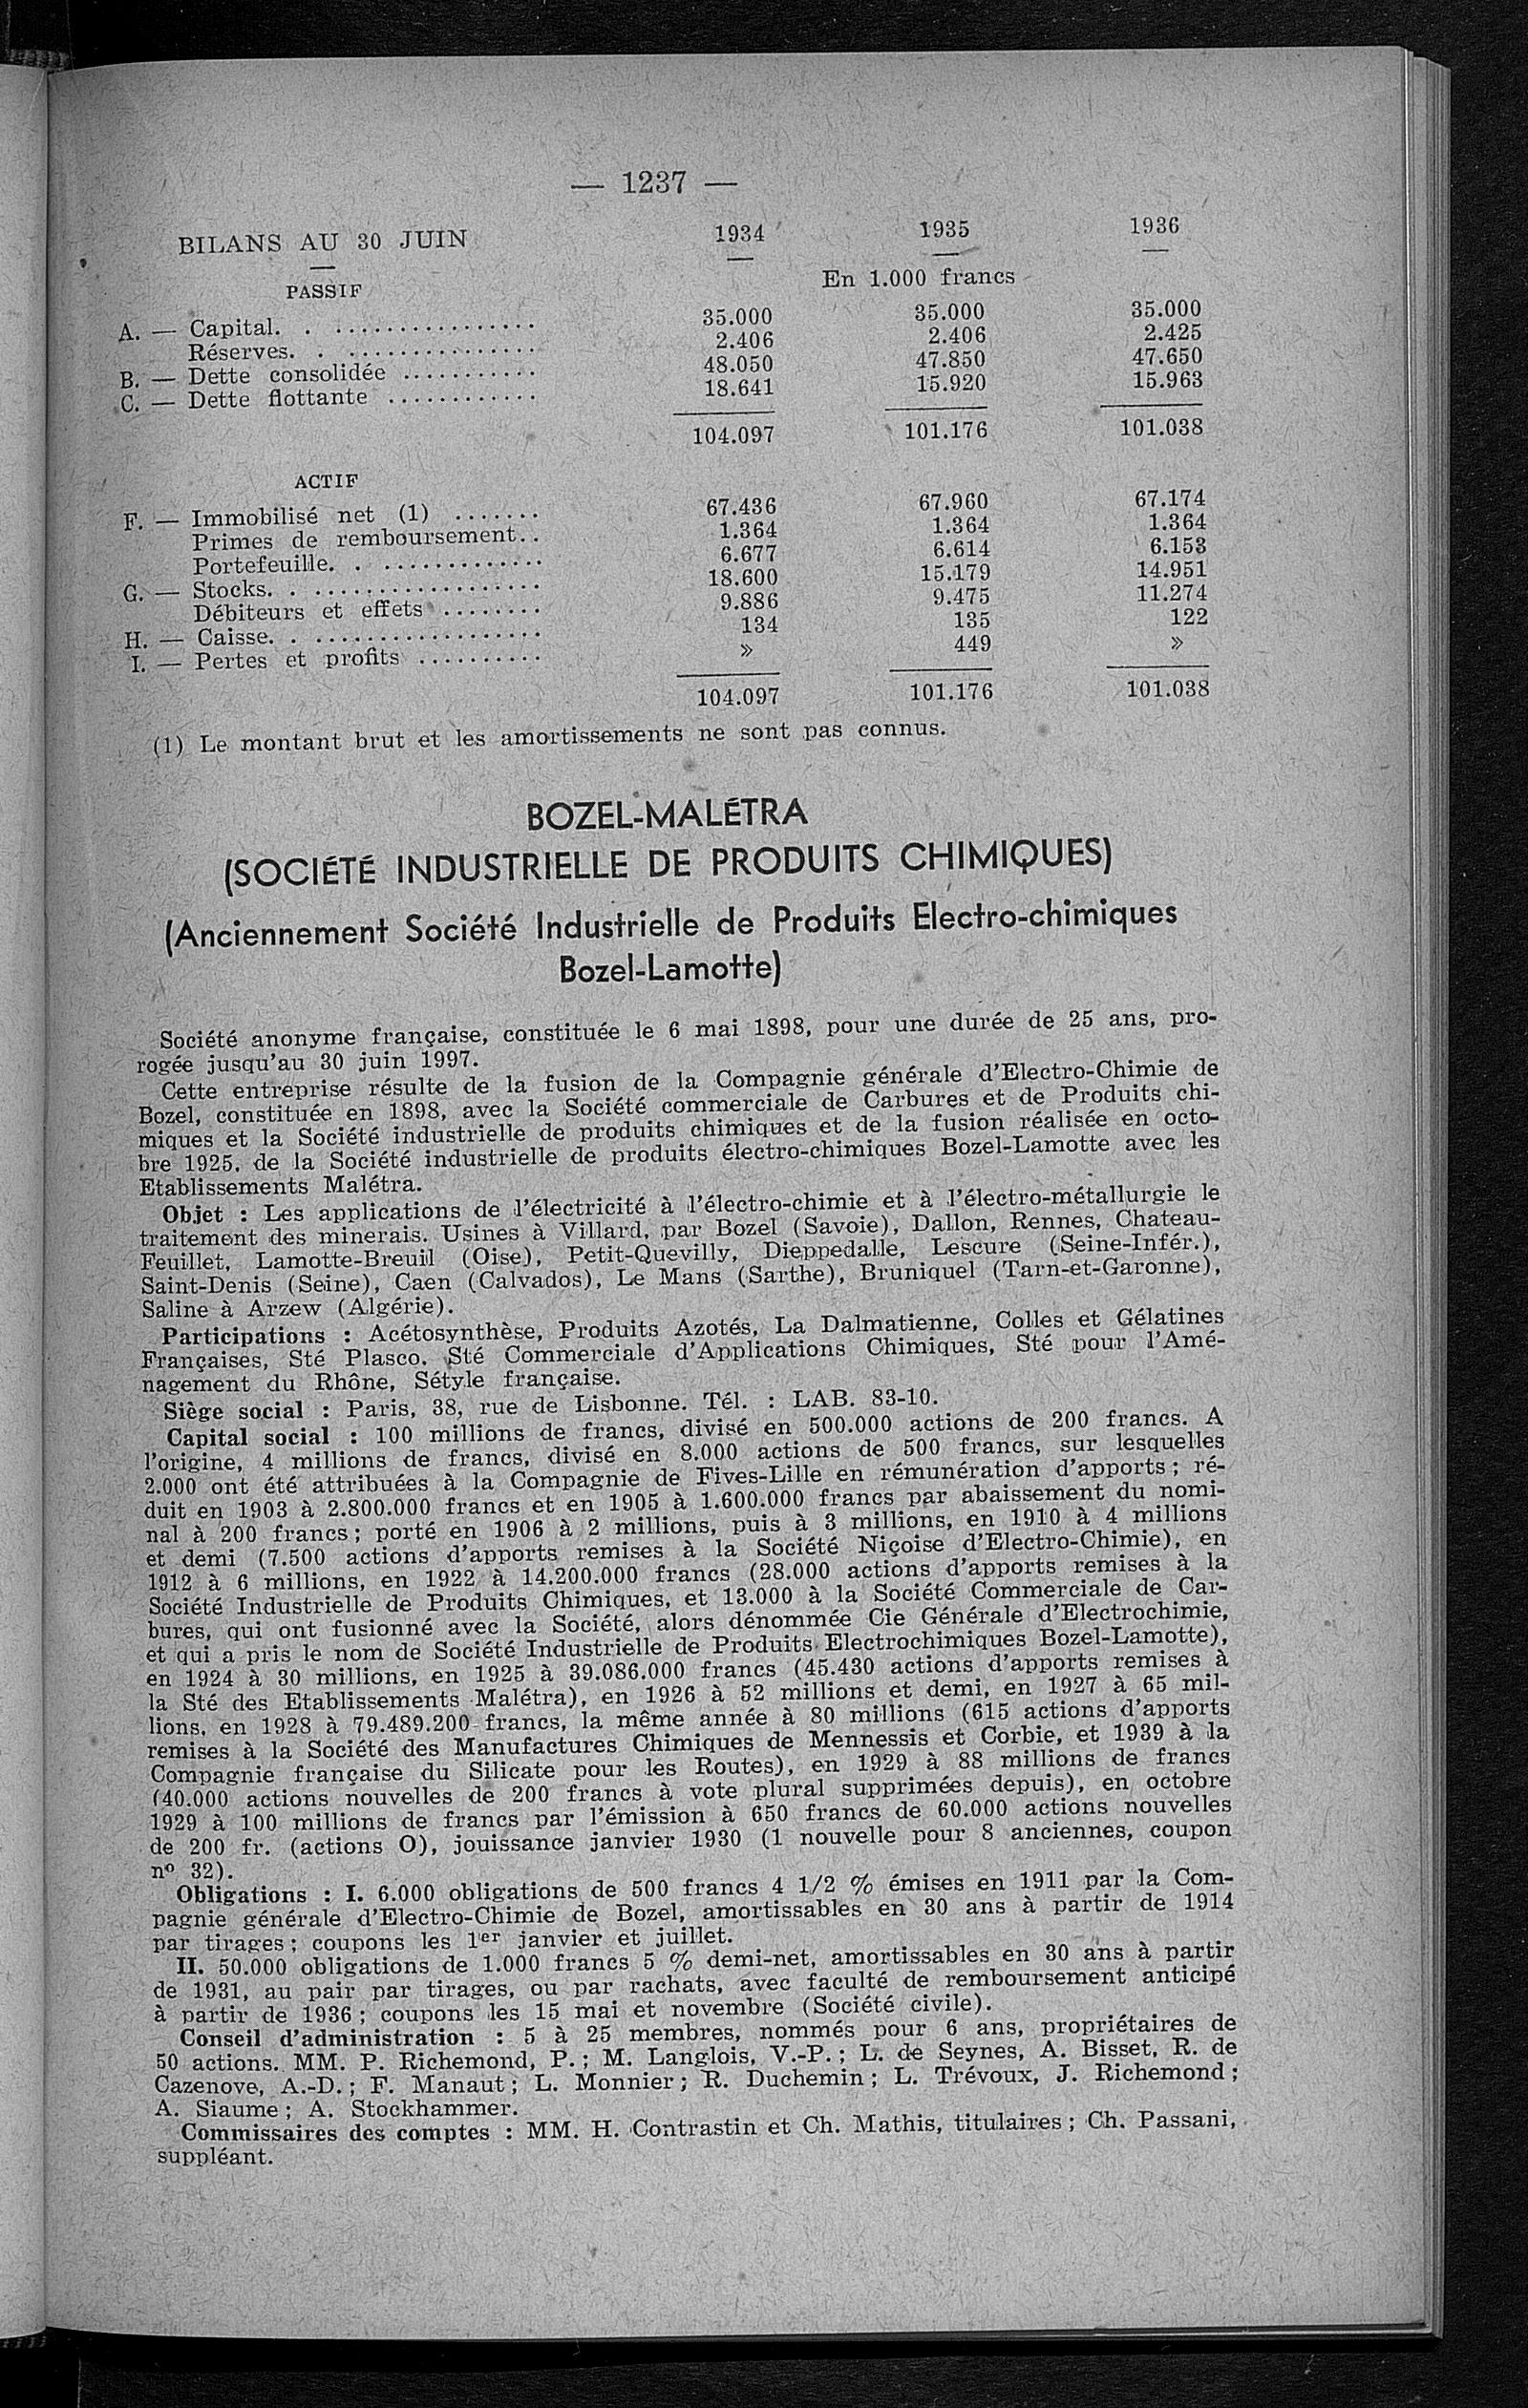 — 1237 —
BILANS AU 30 JUIN 1934 1935 1936
PASSIF En 1.000 francs
A. — Capital. . ................ 35.000 35.000 35.000
Réserves. . ............... 2.406 2.406 2.425
B. — Dette consolidée ........... 48.050 47.850 47.650
C. — Dette flottante ............ 18.641 15.920 15.963
104.097 101.176 101.038
ACTIF
F. — Immobilisé net (1) ....... 67.436 67.960 67.174
Primes de remboursement.. 1.364 1.364 1.364
Portefeuille. . ............. 6.677 6.614 6.153
G. — Stocks. . .................. 18.600 15.179 14.951
Débiteurs et effets ........ 9.886 9.475 11.274
H. — Caisse. . .................. 134 135 122
I. — Pertes et profits .......... » 449 »
104.097 101.176 101.038
(1) Le montant brut et les amortissements ne sont pas connus.
BOZEL-MALÉTRA
(SOCIÉTÉ INDUSTRIELLE DE PRODUITS CHIMIQUES)
(Anciennement Société Industrielle de Produits Electro-chimiques
Bozel-Lamotte)
Société anonyme française, constituée le 6 mai 1898, pour une durée de 25 ans, pro-
rogée jusqu'au 30 juin 1997.
Cette entreprise résulte de la fusion de la Compagnie générale d'Electro-Chimie de
Bozel, constituée en 1898, avec la Société commerciale de Carbures et de Produits chi-
miques et la Société industrielle de produits chimiques et de la fusion réalisée en octo-
bre 1925, de la Société industrielle de produits électro-chimiques Bozel-Lamotte avec les
Etablissements Malétra.
Objet : Les applications de l'électricité à l'électro-chimie et à l'électro-métallurgie le
traitement des minerais. Usines à Villard, par Bozel (Savoie), Dallon, Rennes, Chateau-
Feuillet, Lamotte-Breuil (Oise), Petit-Quevilly, Dieppedalle, Lescure (Seine-Infér.),
Saint-Denis (Seine), Caen (Calvados), Le Mans (Sarthe), Bruniquel (Tarn-et-Garonne),
Saline à Arzew (Algérie).
Participations : Acétosynthèse, Produits Azotés, La Dalmatienne, Colles et Gélatines
Françaises, Sté Plasco. Sté Commerciale d'Applications Chimiques, Sté pour l'Amé-
nagement du Rhône, Sétyle française.
Siège social : Paris, 38, rue de Lisbonne. Tél. : LAB. 83-10.
Capital social : 100 millions de francs, divisé en 500.000 actions de 200 francs. A
l'origine, 4 millions de francs, divisé en 8.000 actions de 500 francs, sur lesquelles
2.000 ont été attribuées à la Compagnie de Fives-Lille en rémunération d'apports ; ré-
duit en 1903 à 2.800.000 francs et en 1905 à 1.600.000 francs par abaissement du nomi-
nal à 200 francs ; porté en 1906 à 2 millions, puis à 3 millions, en 1910 à 4 millions
et demi (7.500 actions d'apports remises à la Société Niçoise d'Electro-Chimie), en
1912 à 6 millions, en 1922 à 14.200.000 francs (28.000 actions d'apports remises à la
Société Industrielle de Produits Chimiques, et 13.000 à la Société Commerciale de Car-
bures, qui ont fusionné avec la Société, alors dénommée Cie Générale d'Electrochimie,
et qui a pris le nom de Société Industrielle de Produits Electrochimiques Bozel-Lamotte),
en 1924 à 30 millions, en 1925 à 39.086.000 francs (45.430 actions d'apports remises à
la Sté des Etablissements Malétra), en 1926 à 52 millions et demi, en 1927 à 65 mil-
lions, en 1928 à 79.489.200 francs, la même année à 80 millions (615 actions d'apports
remises à la Société des Manufactures Chimiques de Mennessis et Corbie, et 1939 à la
Compagnie française du Silicate pour les Routes), en 1929 à 88 millions de francs
(40.000 actions nouvelles de 200 francs à vote plural supprimées depuis), en octobre
1929 à 100 millions de francs par l'émission à 650 francs de 60.000 actions nouvelles
de 200 fr. (actions O), jouissance janvier 1930 (1 nouvelle pour 8 anciennes, coupon
nº 32).
Obligations : I. 6.000 obligations de 500 francs 4 1/2 % émises en 1911 par la Com-
pagnie générale d'Electro-Chimie de Bozel, amortissables en 30 ans à partir de 1914
par tirages ; coupons les 1er janvier et juillet.
II. 50.000 obligations de 1.000 francs 5 % demi-net, amortissables en 30 ans à partir
de 1931, au pair par tirages, ou par rachats, avec faculté de remboursement anticipé
à partir de 1936 ; coupons les 15 mai et novembre (Société civile).
Conseil d'administration : 5 à 25 membres, nommés pour 6 ans, propriétaires de
50 actions. MM. P. Richemond, P. ; M. Langlois, V.-P. ; L. de Seynes, A. Bisset, R. de
Cazenove, A.-D. ; F. Manaut ; L. Monnier ; R. Duchemin ; L. Trévoux, J. Richemond ;
A. Siaume ; A. Stockhammer.
Commissaires des comptes : MM. H. Contrastin et Ch. Mathis, titulaires ; Ch. Passani,
suppléant.